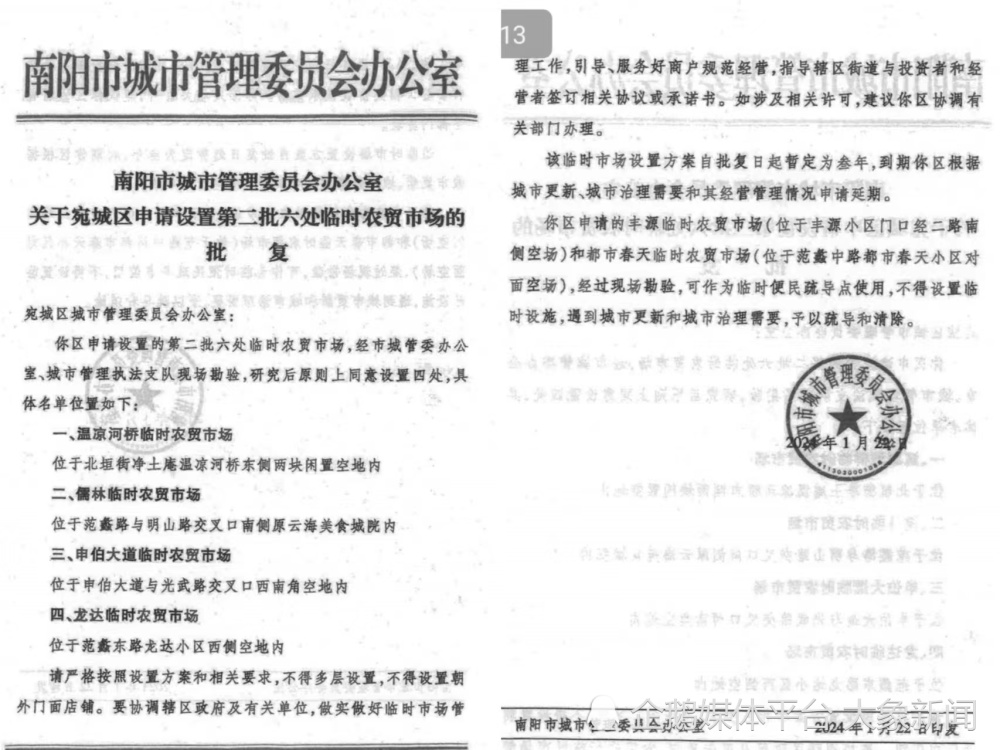 南阳市城市管理委员会办公室
南阳市城市管理委员会办公室
关于宛城区申请设置第二批六处临时农贸市场的
批 复
宛城区城市管理委员会办公室:
你区申请设置的第二批六处临时农贸市场,经市城管委办公
室、城市管理执法支队现场勘验,研究后原则上同意设置四处,具
体名单位置如下:
一、温凉河桥临时农贸市场
位于北垣街净土庵温凉河桥东侧两块闲置空地内
二、儒林临时农贸市场
位于范蠡路与明山路交叉口南侧原云海美食城院内
三、申伯大道临时农贸市场
位于申伯大道与光武路交叉口西南角空地内
四、龙达临时农贸市场
位于范蠡东路龙达小区西侧空地内
请严格按照设置方案和相关要求,不得多层设置,不得设置朝
外门面店铺。要协调辖区政府及有关单位,做实做好临时市场管
13
理工作,引导、服务好商户规范经营,指导辖区街道与投资者和经
营者签订相关协议或承诺书。如涉及相关许可,建议你区协调有
关部门办理。
该临时市场设置方案自批复日起暂定为叁年,到期你区根据
城市更新、城市治理需要和其经营管理情况申请延期。
你区申请的丰源临时农贸市场(位于丰源小区门口经二路南
侧空场)和都市春天临时农贸市场(位于范蠡中路都市春天小区对
面空场),经过现场勘验,可作为临时便民疏导点使用,不得设置临
时设施,遇到城市更新和城市治理需要,予以疏导和清除。
南阳市城市管理委员会办公室
2024年1月22日
南阳市城市管理委员会办公室 2024年1月22日印发
企鹅媒体平台·大象新闻